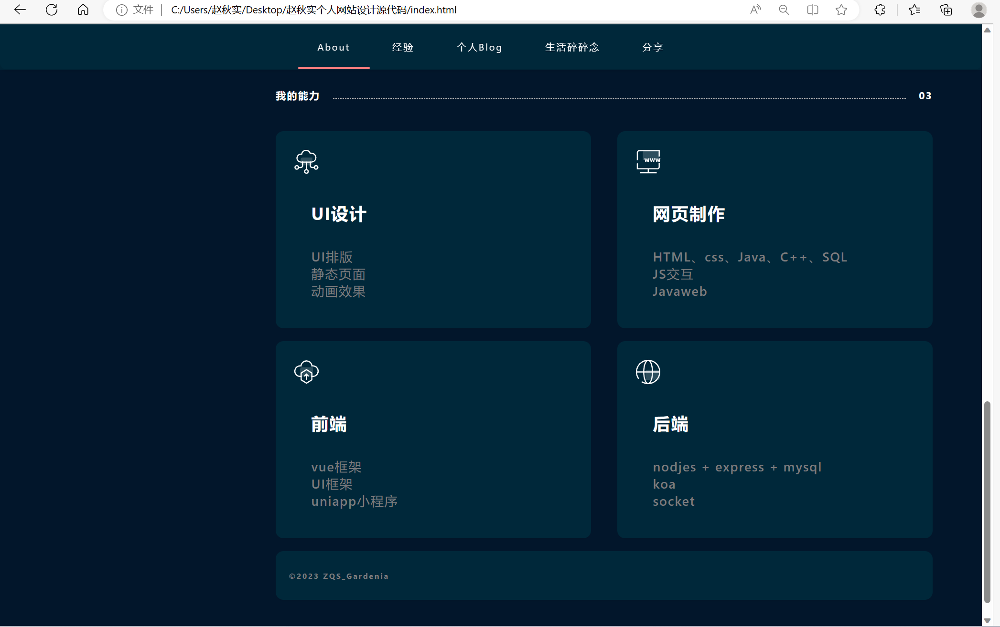 文件 C:/Users/赵秋实/Desktop/赵秋实个人网站设计源代码/index.html
About 经验 个人Blog 生活碎碎念 分享
我的能力 03
WWW
UI设计
UI排版
静态页面
动画效果
网页制作
HTML、css、Java、C++、SQL
JS交互
Javaweb
前端
vue框架
UI框架
uniapp小程序
后端
nodjes + express + mysql
koa
socket
©2023 ZQS_Gardenia